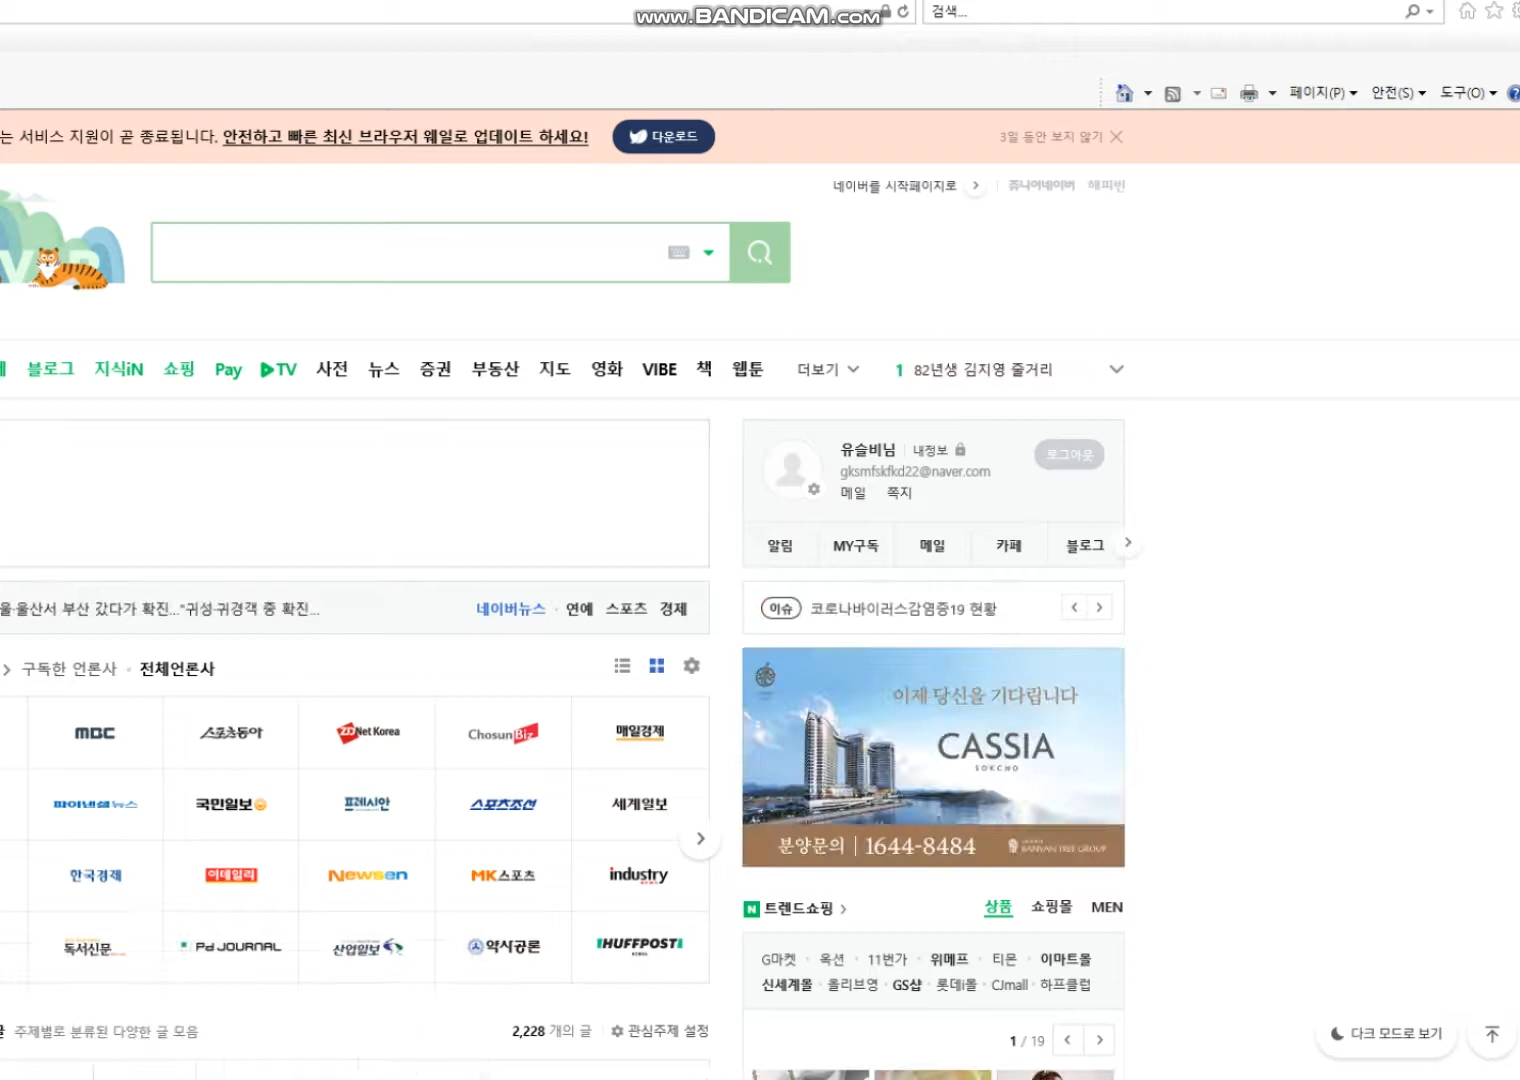 www.BANDICAM.com
검색...
페이지(P) 안전(S) 도구(O)
는 서비스 지원이 곧 종료됩니다. 안전하고 빠른 최신 브라우저 웨일로 업데이트 하세요! 다운로드 3일 동안 보지 않기
네이버를 시작페이지로 쥬니어네이버 해피빈
블로그 지식iN 쇼핑 Pay TV 사전 뉴스 증권 부동산 지도 영화 VIBE 책 웹툰 더보기 1 82년생 김지영 줄거리
유슬비님 내정보 로그아웃
gksmfskfkd22@naver.com
메일 쪽지
알림 MY구독 메일 카페 블로그
울·울산서 부산 갔다가 확진..."귀성·귀경객 중 확진... 네이버뉴스 · 연예 스포츠 경제
이슈 코로나바이러스감염증19 현황
구독한 언론사 · 전체언론사
MBC 스포츠동아 ZDNet Korea ChosunBiz 매일경제
파이낸셜뉴스 국민일보 프레시안 스포츠조선 세계일보
한국경제 이데일리 Newsen MK스포츠 industry
독서신문 Pd JOURNAL 산업일보 약사공론 HUFFPOST
이제 당신을 기다립니다
CASSIA
SOKCHO
분양문의 | 1644-8484 BANYAN TREE GROUP
N 트렌드쇼핑 상품 쇼핑몰 MEN
G마켓 · 옥션 · 11번가 · 위메프 · 티몬 · 이마트몰
신세계몰 · 올리브영 · GS샵 · 롯데i몰 · CJmall · 하프클럽
주제별로 분류된 다양한 글 모음 2,228 개의 글 관심주제 설정
1 / 19
다크 모드로 보기